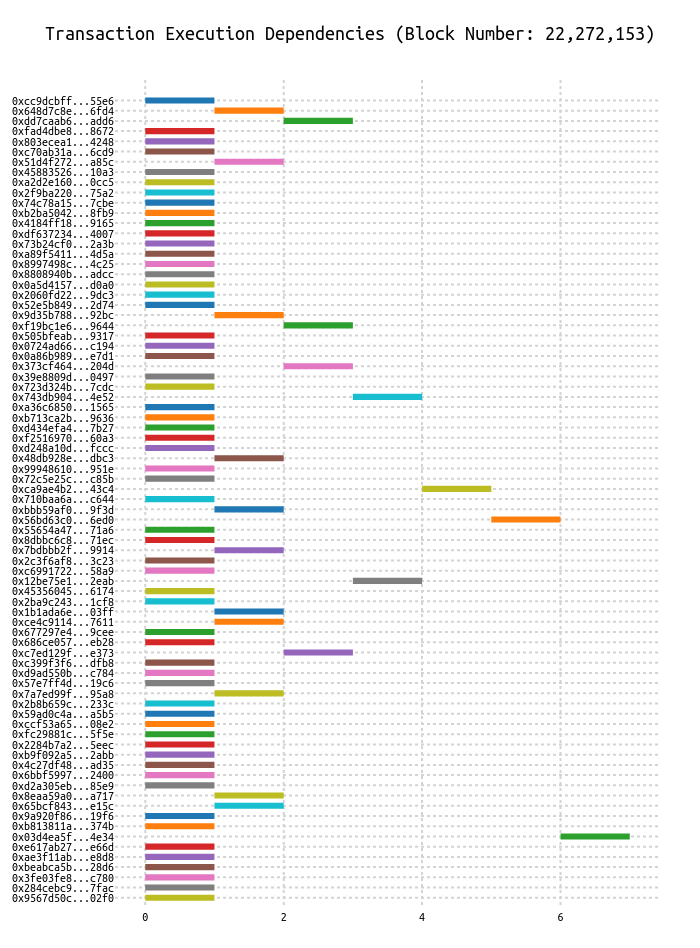 Transaction Execution Dependencies (Block Number: 22,272,153)
0xcc9dcbff...55e6
0x648d7c8e...6fd4
0xdd7caab6...add6
0xfad4dbe8...8672
0x803ecea1...4248
0xc70ab31a...6cd9
0x51d4f272...a85c
0x45883526...10a3
0xa2d2e160...0cc5
0x2f9ba220...75a2
0x74c78a15...7cbe
0xb2ba5042...8fb9
0x4184ff18...9165
0xdf637234...4007
0x73b24cf0...2a3b
0xa89f5411...4d5a
0x8997498c...4c25
0x8808940b...adcc
0x0a5d4157...d0a0
0x2060fd22...9dc3
0x52e5b849...2d74
0x9d35b788...92bc
0xf19bc1e6...9644
0x505bfeab...9317
0x0724ad66...c194
0x0a86b989...e7d1
0x373cf464...204d
0x39e8809d...0497
0x723d324b...7cdc
0x743db904...4e52
0xa36c6850...1565
0xb713ca2b...9636
0xd434efa4...7b27
0xf2516970...60a3
0xd248a10d...fccc
0x48db928e...dbc3
0x99948610...951e
0x72c5e25c...c85b
0xca9ae4b2...43c4
0x710baa6a...c644
0xbbb59af0...9f3d
0x56bd63c0...6ed0
0x55654a47...71a6
0x8dbbc6c8...71ec
0x7bdbbb2f...9914
0x2c3f6af8...3c23
0xc6991722...58a9
0x12be75e1...2eab
0x45356045...6174
0x2ba9c243...1cf8
0x1b1ada6e...03ff
0xce4c9114...7611
0x677297e4...9cee
0x686ce057...eb28
0xc7ed129f...e373
0xc399f3f6...dfb8
0xd9ad550b...c784
0x57e7ff4d...19c6
0x7a7ed99f...95a8
0x2b8b659c...233c
0x59ad0c4a...a5b5
0xccf53a65...08e2
0xfc29881c...5f5e
0x2284b7a2...5eec
0xb9f092a5...2abb
0x4c27df48...ad35
0x6bbf5997...2400
0xd2a305eb...85e9
0x8eaa59a0...a717
0x65bcf843...e15c
0x9a920f86...19f6
0xb813811a...374b
0x03d4ea5f...4e34
0xe617ab27...e66d
0xae3f11ab...e8d8
0xbeabca5b...28d6
0x3fe03fe8...c780
0x284cebc9...7fac
0x9567d50c...02f0
0 2 4 6